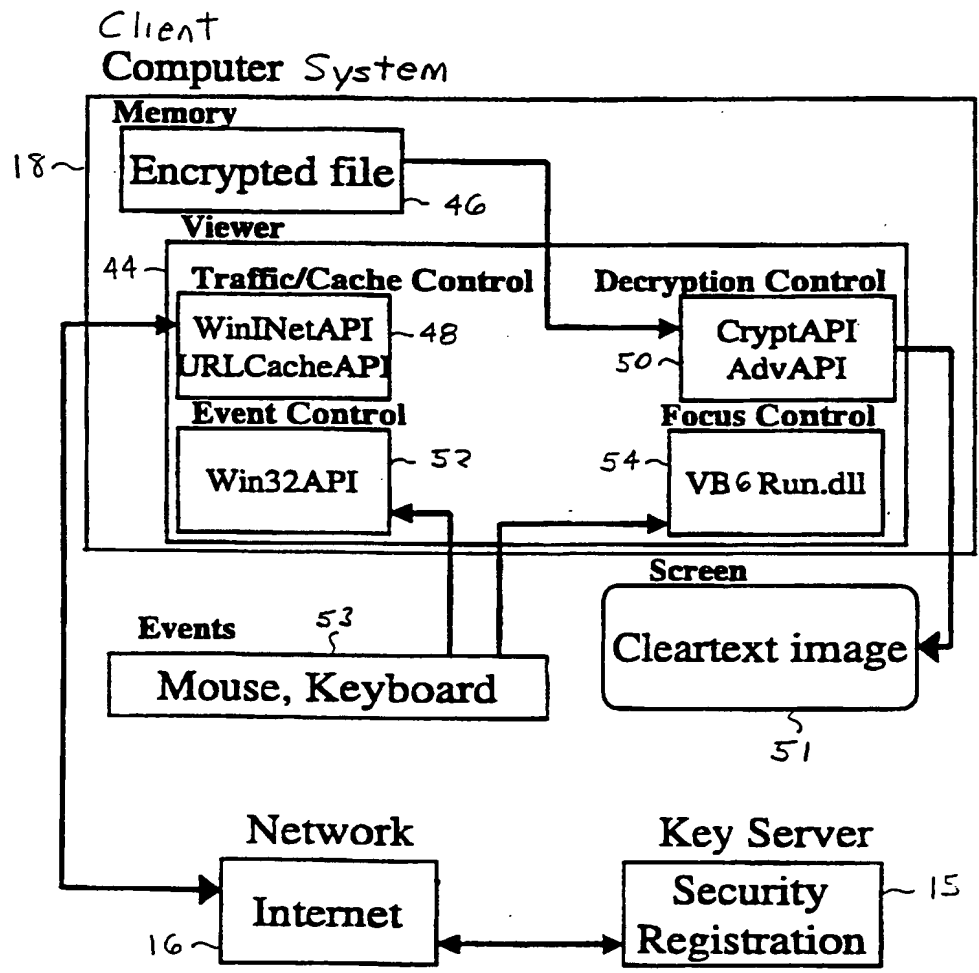 Client
Computer System
Memory
18
Encrypted file
46
Viewer
44
Traffic/Cache Control
Decryption Control
WinINetAPI
URLCacheAPI
48
CryptAPI
AdvAPI
50
Event Control
Focus Control
Win32API
52
54
VB6Run.dll
Screen
Events
53
Mouse, Keyboard
Cleartext image
51
Network
Key Server
Internet
16
Security
Registration
15